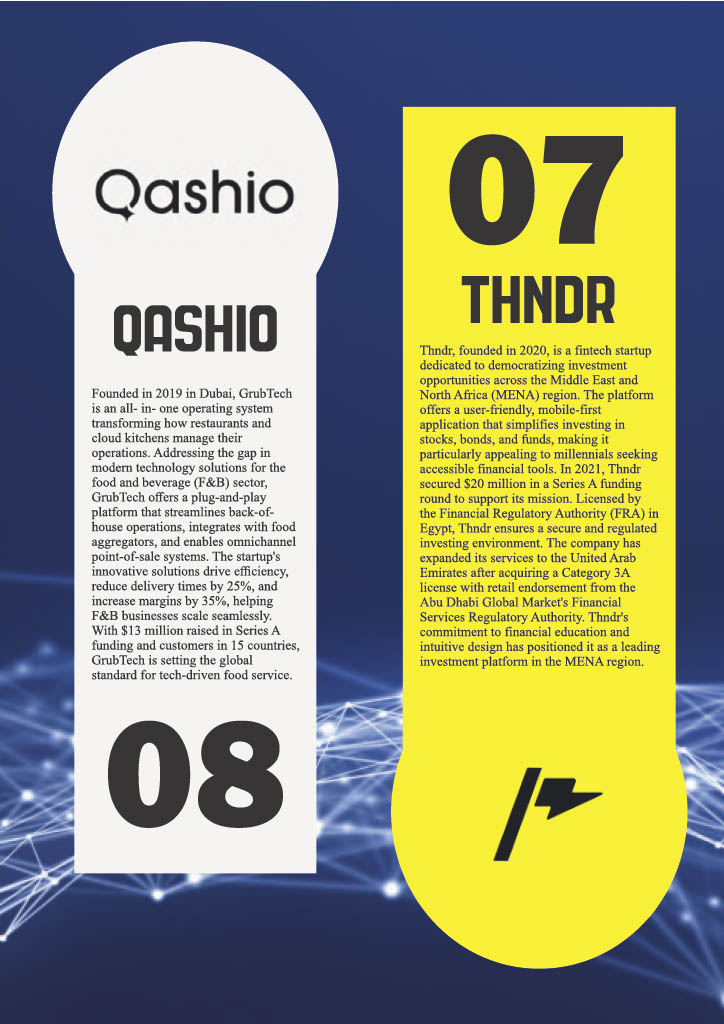 Qashio
QASHIO
Founded in 2019 in Dubai, GrubTech
is an all- in- one operating system
transforming how restaurants and
cloud kitchens manage their
operations. Addressing the gap in
modern technology solutions for the
food and beverage (F&B) sector,
GrubTech offers a plug-and-play
platform that streamlines back-of-
house operations, integrates with food
aggregators, and enables omnichannel
point-of-sale systems. The startup's
innovative solutions drive efficiency,
reduce delivery times by 25%, and
increase margins by 35%, helping
F&B businesses scale seamlessly.
With $13 million raised in Series A
funding and customers in 15 countries,
GrubTech is setting the global
standard for tech-driven food service.
08
07
THNDR
Thndr, founded in 2020, is a fintech startup
dedicated to democratizing investment
opportunities across the Middle East and
North Africa (MENA) region. The platform
offers a user-friendly, mobile-first
application that simplifies investing in
stocks, bonds, and funds, making it
particularly appealing to millennials seeking
accessible financial tools. In 2021, Thndr
secured $20 million in a Series A funding
round to support its mission. Licensed by
the Financial Regulatory Authority (FRA) in
Egypt, Thndr ensures a secure and regulated
investing environment. The company has
expanded its services to the United Arab
Emirates after acquiring a Category 3A
license with retail endorsement from the
Abu Dhabi Global Market's Financial
Services Regulatory Authority. Thndr's
commitment to financial education and
intuitive design has positioned it as a leading
investment platform in the MENA region.